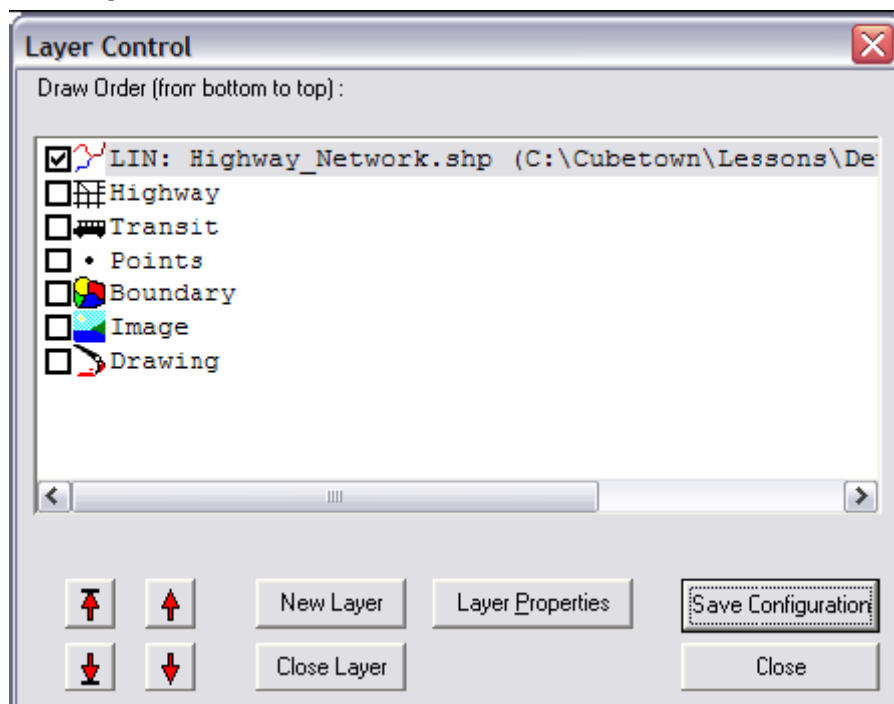 Layer Control
Draw Order (from bottom to top) :
LIN: Highway_Network.shp (C:\Cubetown\Lessons\De
Highway
Transit
Points
Boundary
Image
Drawing
New Layer Layer Properties Save Configuration
Close Layer Close